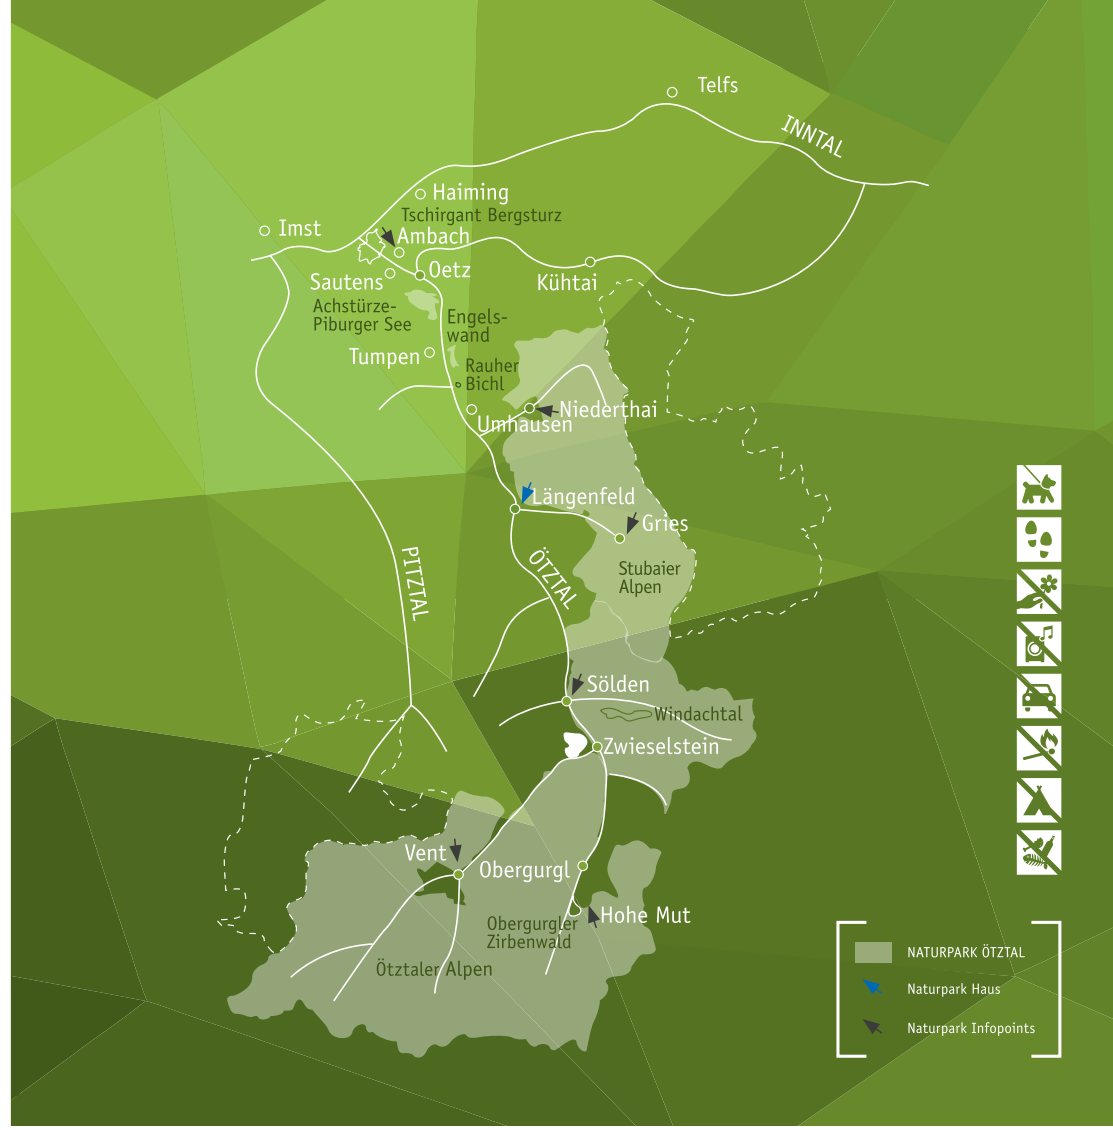 Telfs
INNTAL
Haiming
Tschirgant Bergsturz
Imst
Ambach
Oetz
Sautens
Kühtai
Achstürze-
Piburger See
Engels-
wand
Tumpen
Rauher
Bichl
Niederthai
Umhausen
Längenfeld
Gries
PITZTAL
ÖTZTAL
Stubaier
Alpen
Sölden
Windachtal
Zwieselstein
Vent
Obergurgl
Hohe Mut
Obergurgler
Zirbenwald
Ötztaler Alpen
NATURPARK ÖTZTAL
Naturpark Haus
Naturpark Infopoints